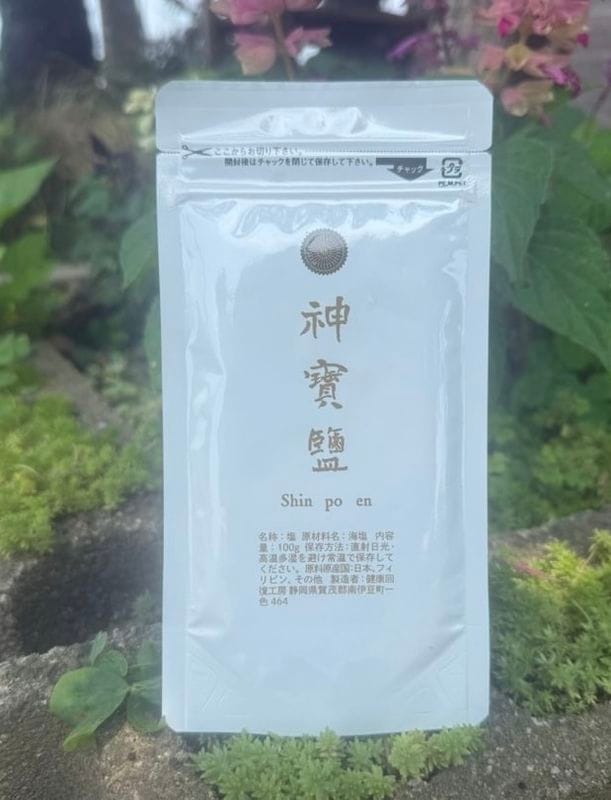 ここからお切り下さい。
開封後はチャックを閉じて保存して下さい。
チャック
プラ
PE,M,PET
神
寶
鹽
Shin po en
名称：塩 原材料名：海塩 内容
量：100g 保存方法：直射日光・
高温多湿を避け常温で保存して
ください。原料原産国：日本、フィ
リピン、その他 製造者：健康回
復工房 静岡県賀茂郡南伊豆町一
色 464